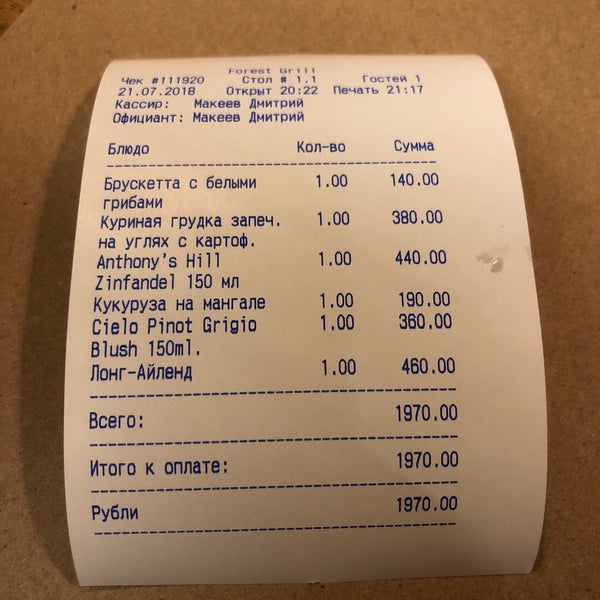 Forest Grill
Чек #111920 Стол # 1.1 Гостей 1
21.07.2018 Открыт 20:22 Печать 21:17
Кассир: Макеев Дмитрий
Официант: Макеев Дмитрий
Блюдо Кол-во Сумма
Брускетта с белыми 1.00 140.00
грибами
Куриная грудка запеч. 1.00 380.00
на углях с картоф.
Anthony's Hill 1.00 440.00
Zinfandel 150 мл
Кукуруза на мангале 1.00 190.00
Cielo Pinot Grigio 1.00 360.00
Blush 150ml.
Лонг-Айленд 1.00 460.00
Всего: 1970.00
Итого к оплате: 1970.00
Рубли 1970.00